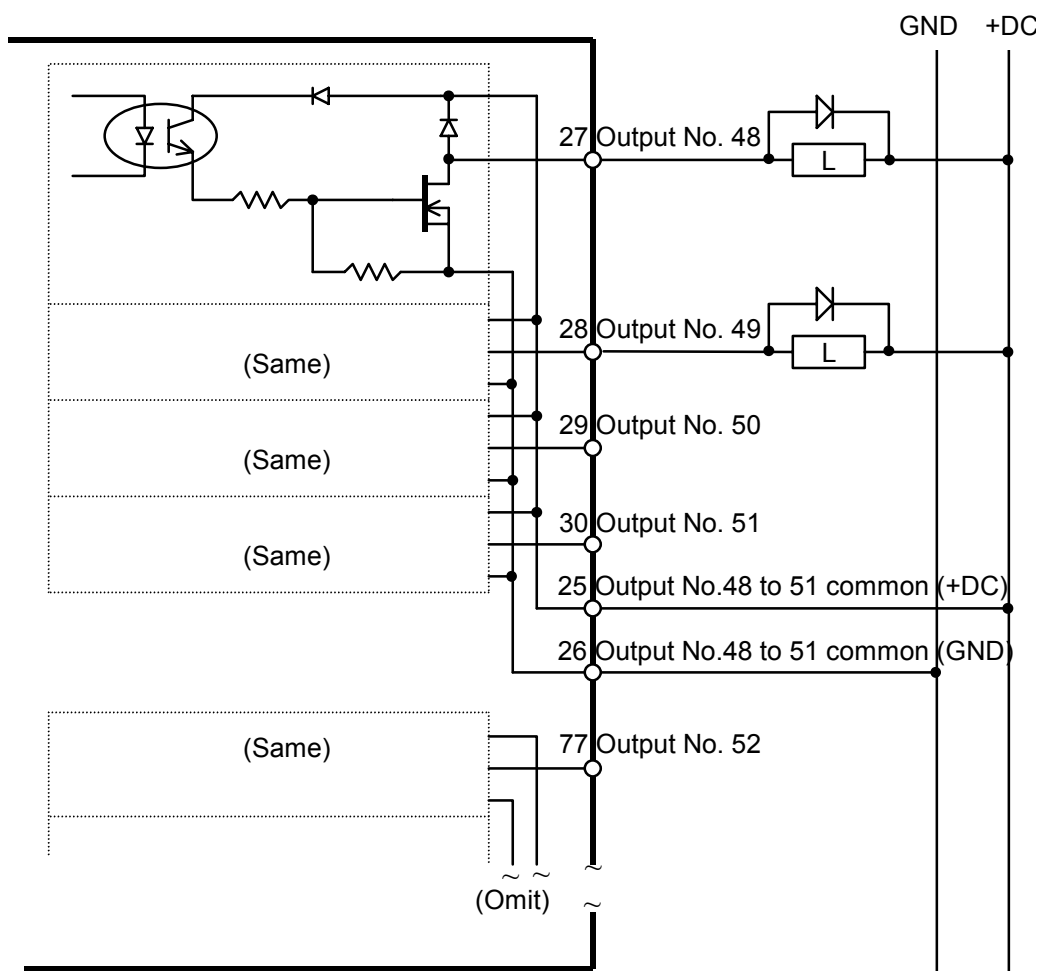 GND +DC
27 Output No. 48
L
28 Output No. 49
L
(Same)
29 Output No. 50
(Same)
30 Output No. 51
(Same)
25 Output No.48 to 51 common (+DC)
26 Output No.48 to 51 common (GND)
(Same)
77 Output No. 52
~ ~ ~
(Omit) ~